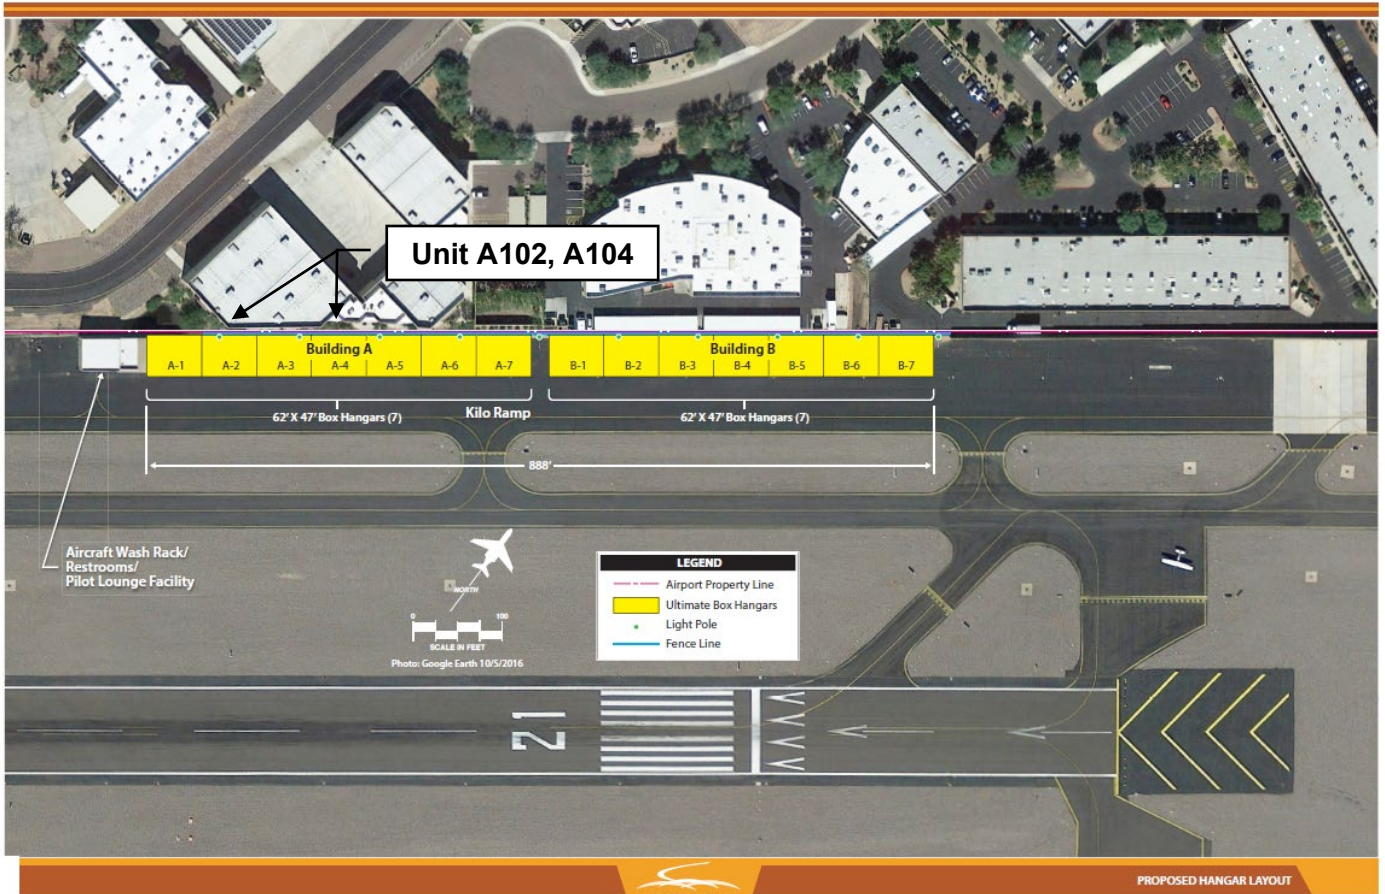 Unit A102, A104
Building A
A-1 A-2 A-3 A-4 A-5 A-6 A-7
Building B
B-1 B-2 B-3 B-4 B-5 B-6 B-7
62' X 47' Box Hangars (7)
Kilo Ramp
62' X 47' Box Hangars (7)
888'
Aircraft Wash Rack/
Restrooms/
Pilot Lounge Facility
NORTH
0 100
SCALE IN FEET
Photo: Google Earth 10/5/2016
LEGEND
Airport Property Line
Ultimate Box Hangars
Light Pole
Fence Line
21
PROPOSED HANGAR LAYOUT